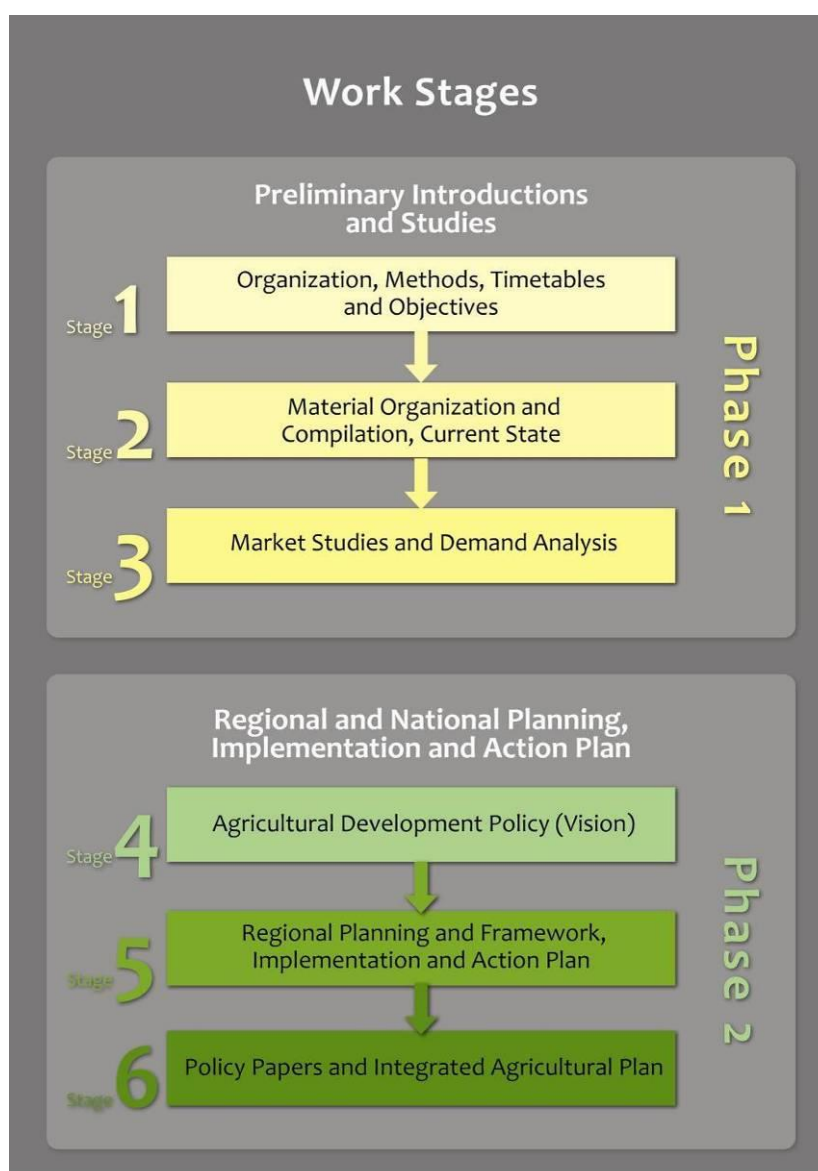 Work Stages
Preliminary Introductions
and Studies
Stage 1
Organization, Methods, Timetables
and Objectives
Stage 2
Material Organization and
Compilation, Current State
Stage 3
Market Studies and Demand Analysis
Phase 1
Regional and National Planning,
Implementation and Action Plan
Stage 4
Agricultural Development Policy (Vision)
Stage 5
Regional Planning and Framework,
Implementation and Action Plan
Stage 6
Policy Papers and Integrated Agricultural Plan
Phase 2